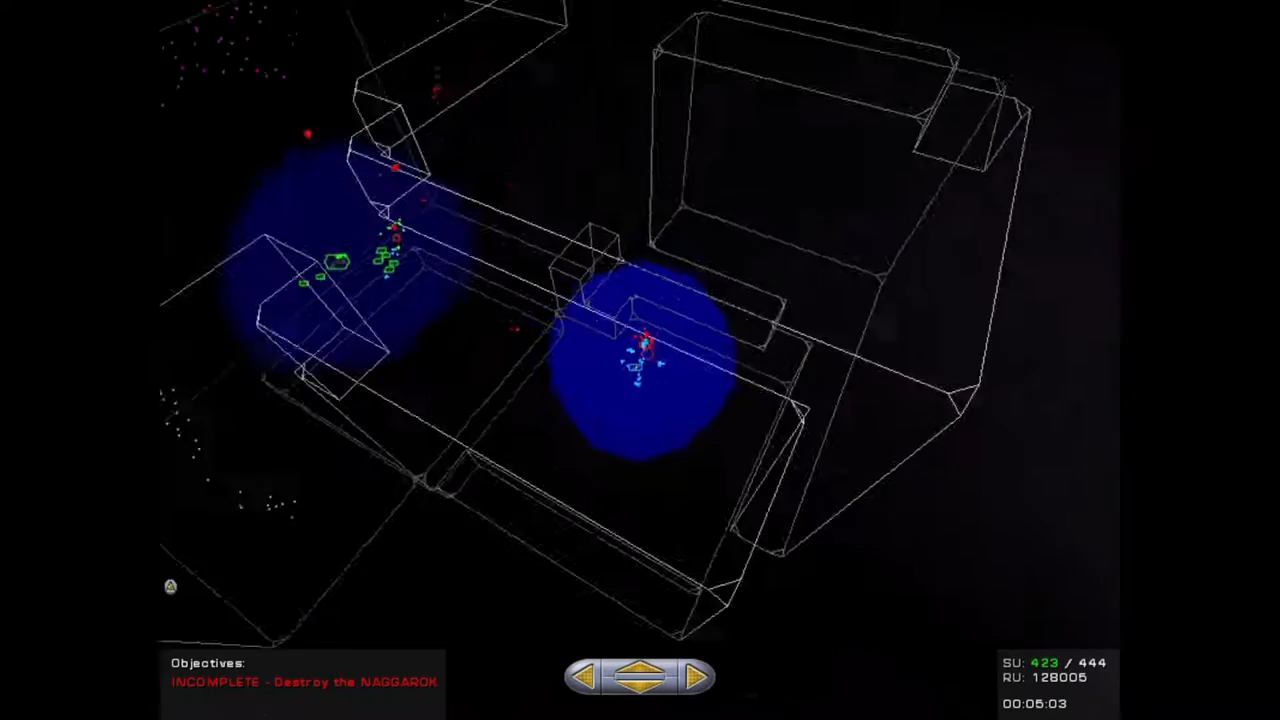 Objectives:
INCOMPLETE - Destroy the NAGGAROK
SU: 423 / 444
RU: 128005
00:05:03